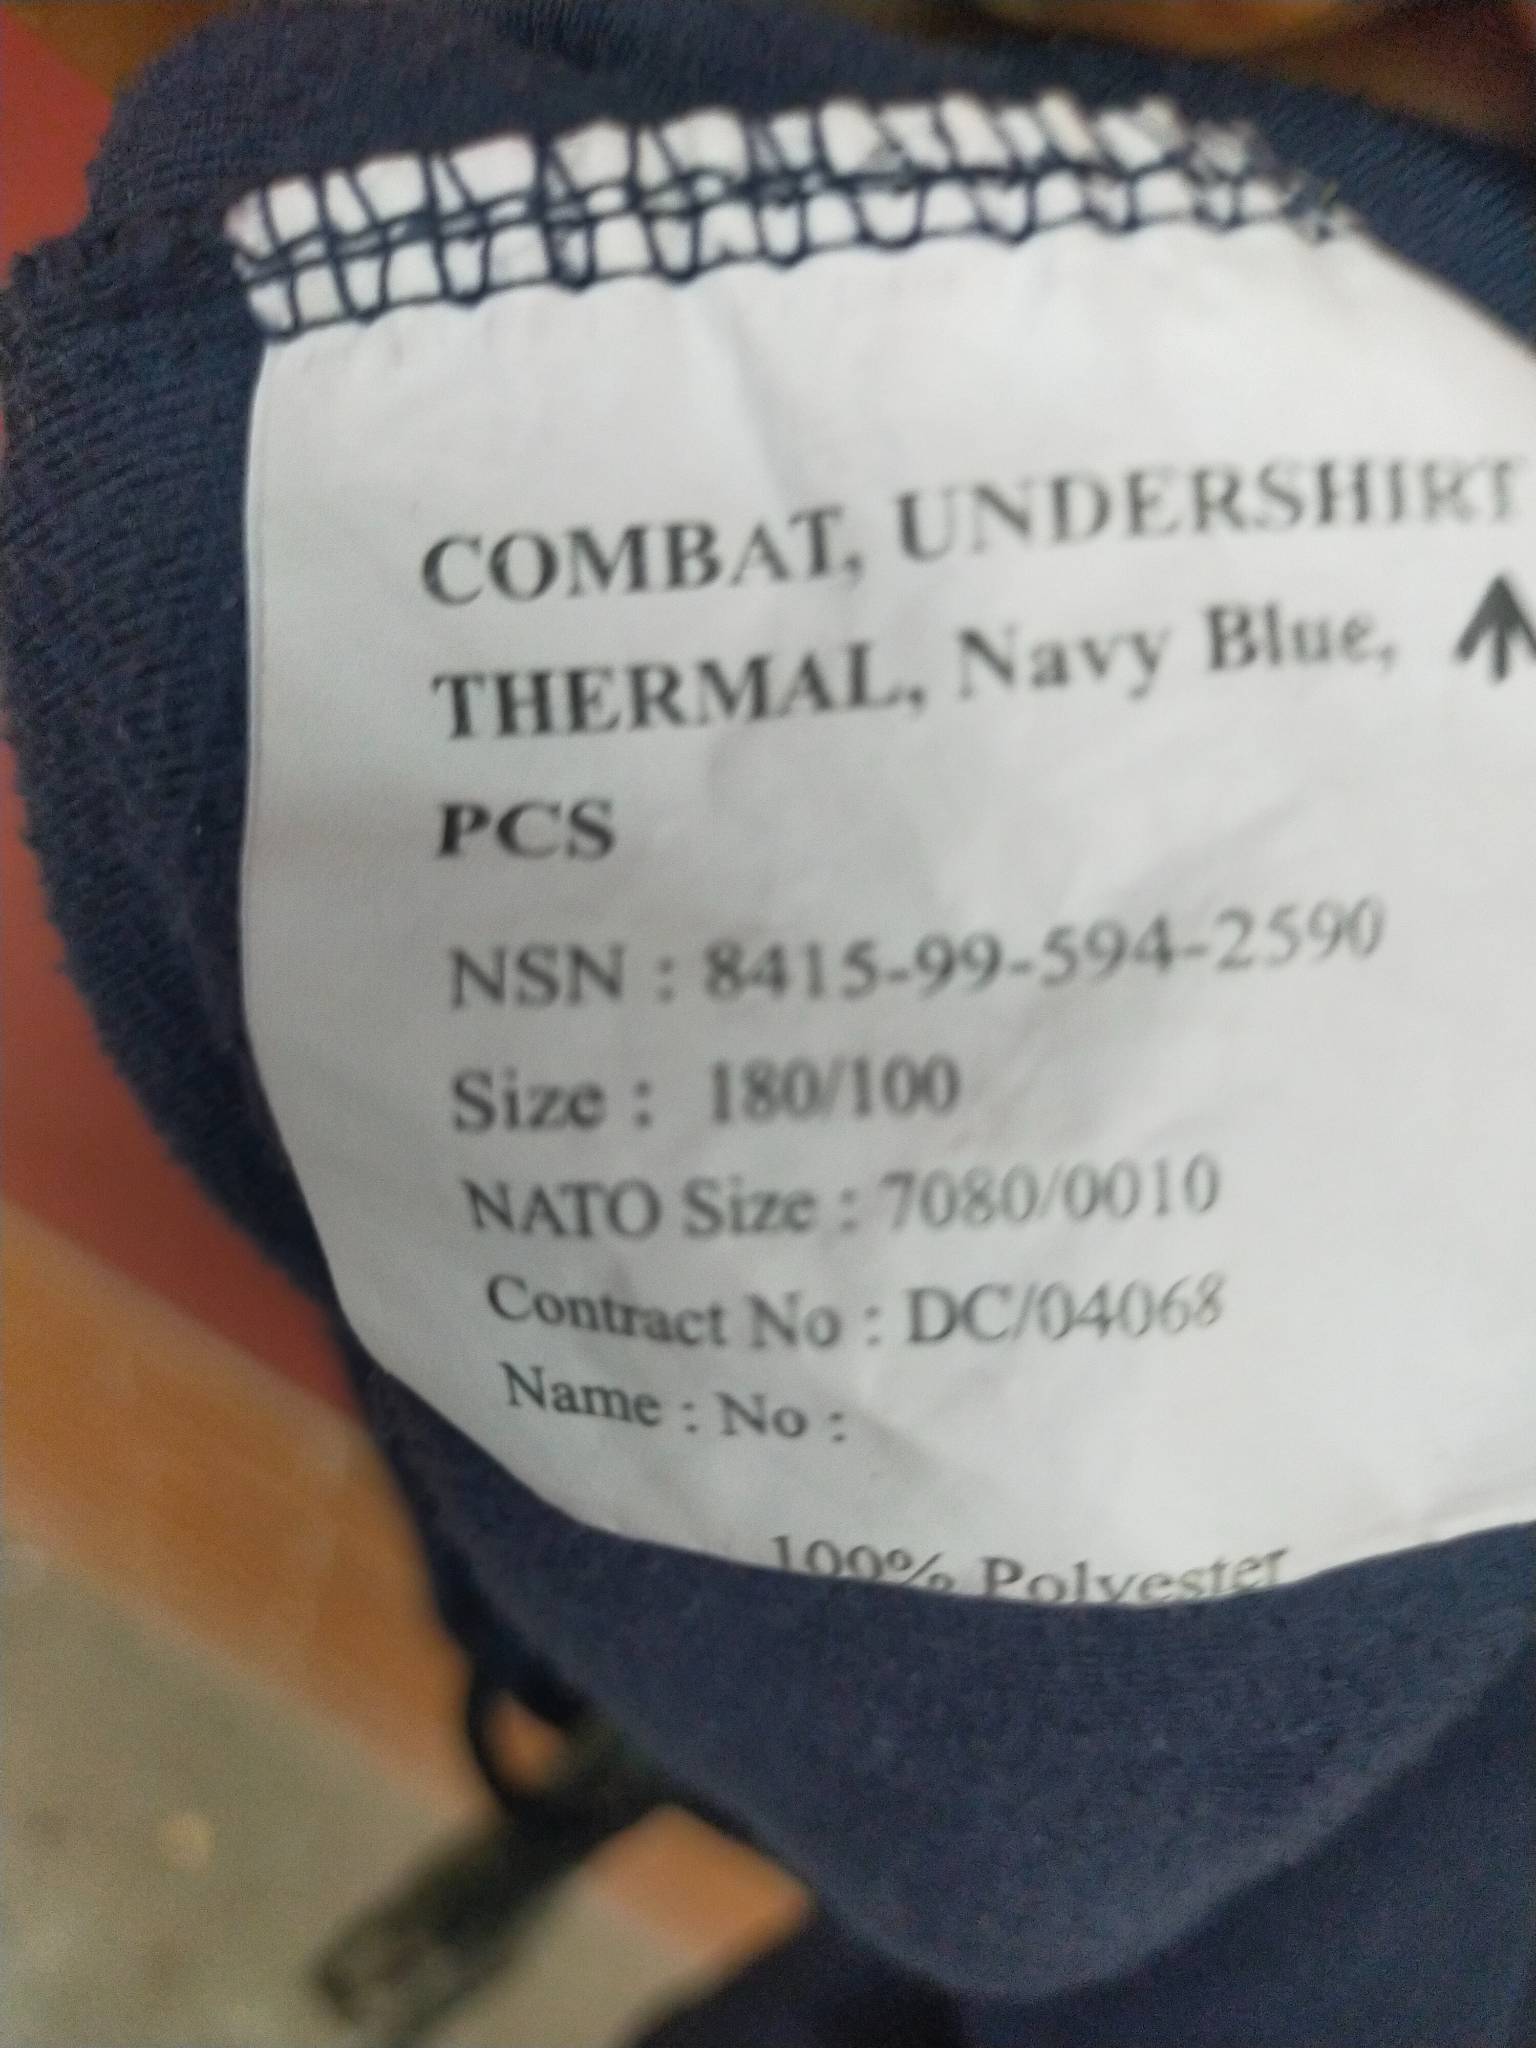 COMBAT, UNDERSHIRT
THERMAL, Navy Blue,
PCS
NSN : 8415-99-594-2590
Size : 180/100
NATO Size : 7080/0010
Contract No : DC/04068
Name : No :
100% Polyester